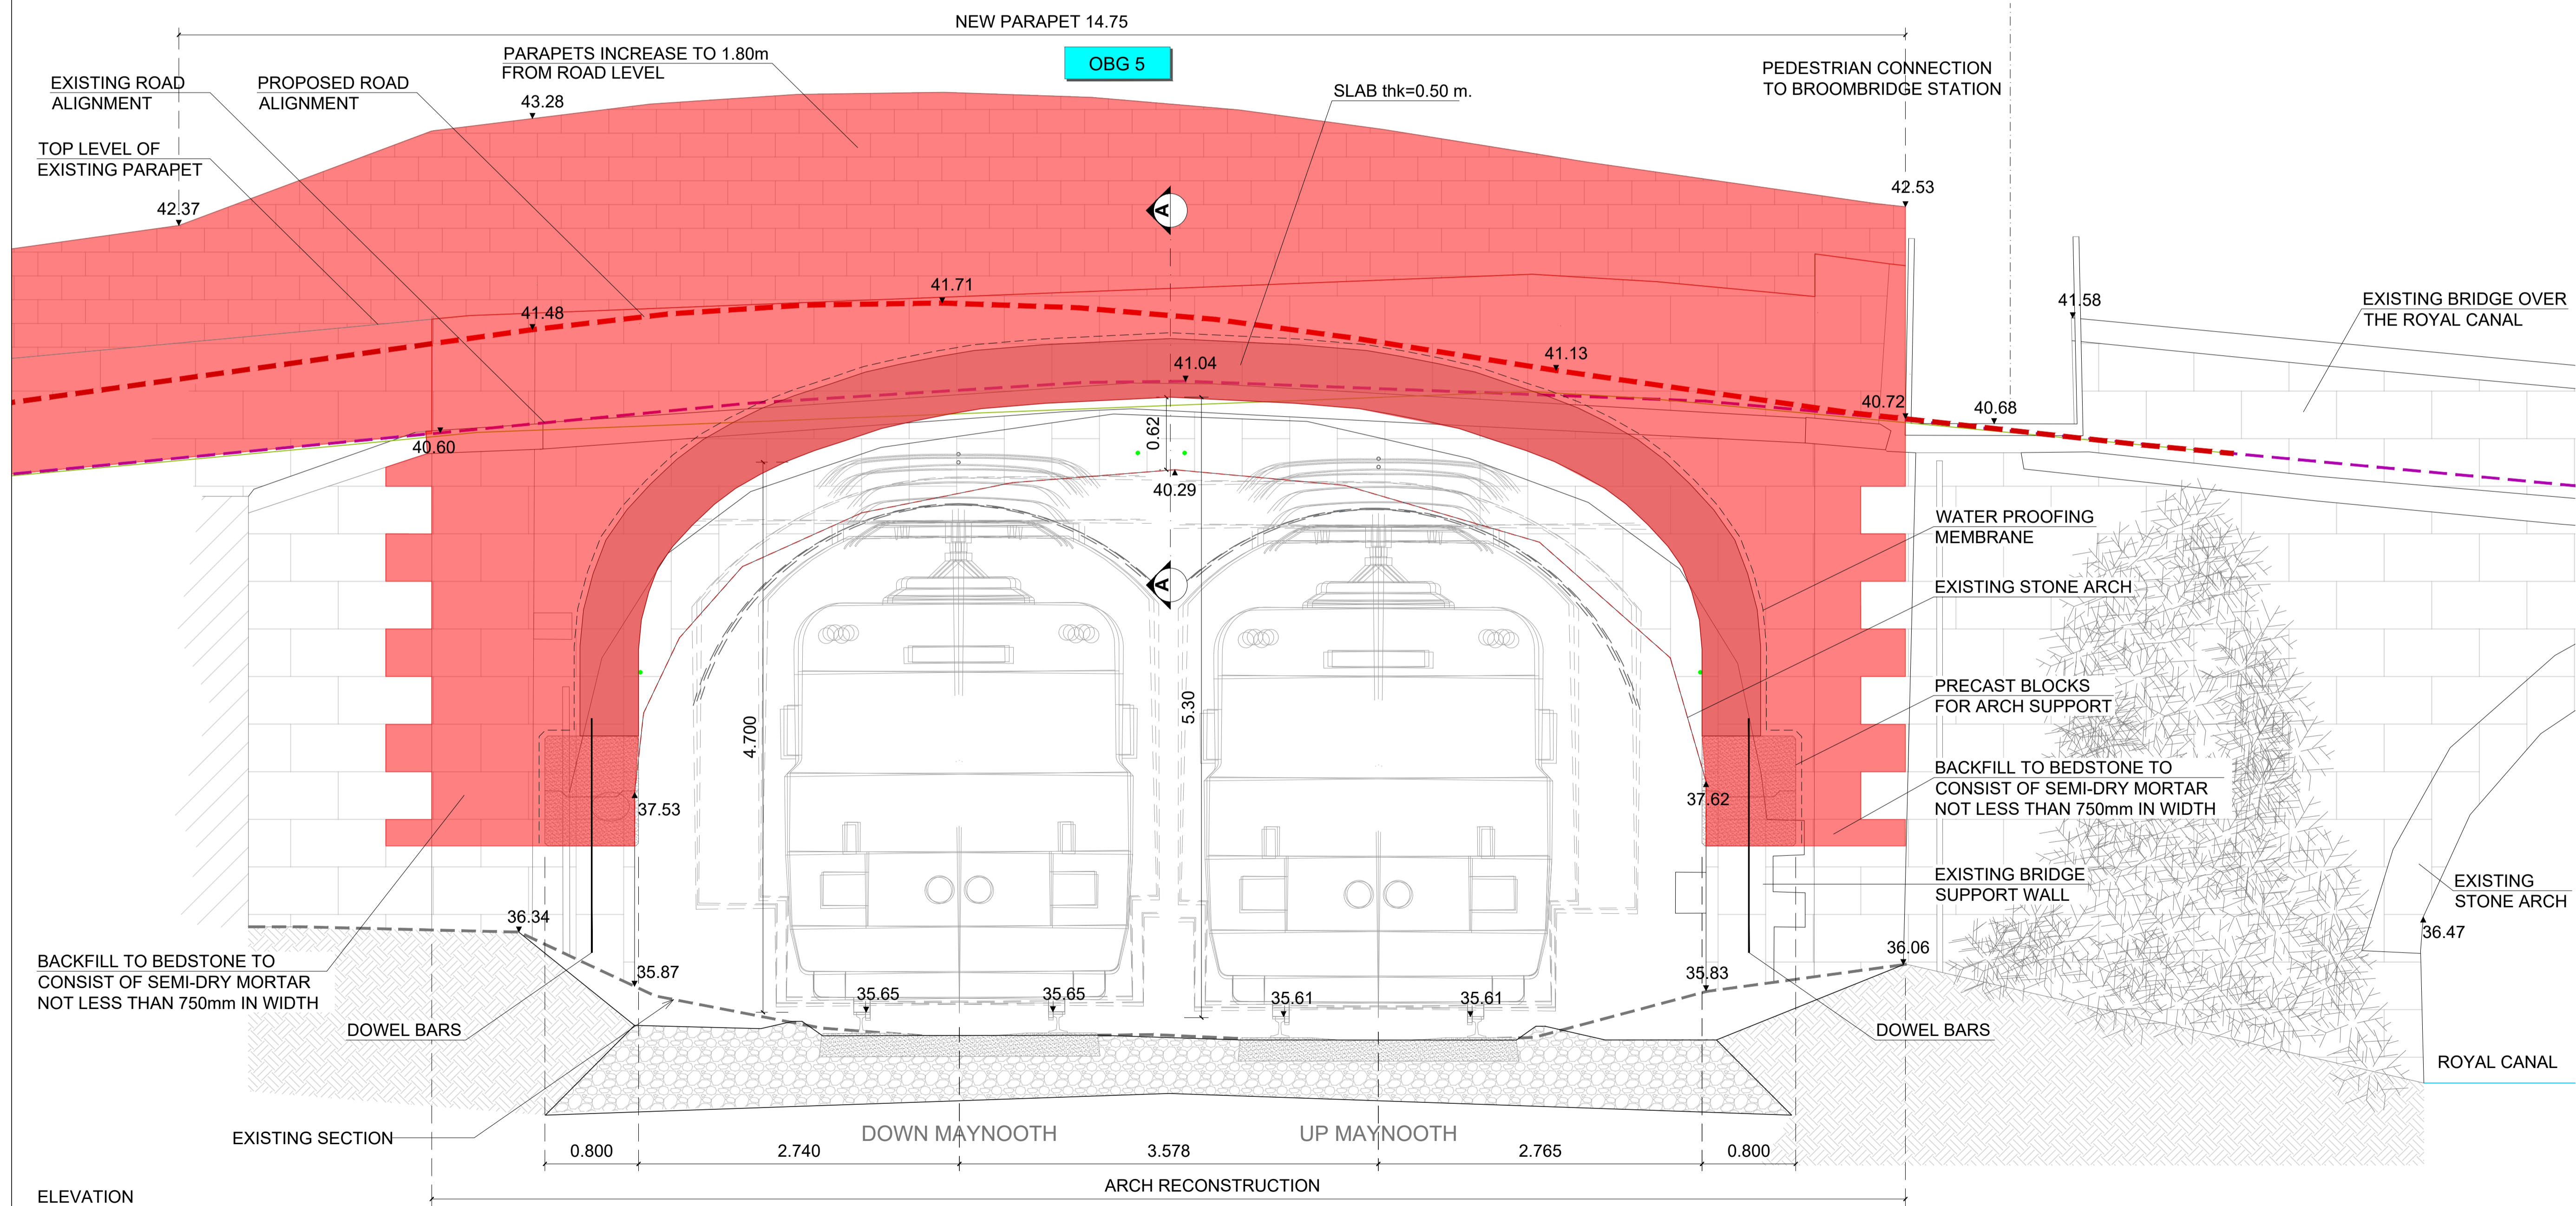 NEW PARAPET 14.75
OBG 5
PARAPETS INCREASE TO 1.80m
FROM ROAD LEVEL
EXISTING ROAD
ALIGNMENT
PROPOSED ROAD
ALIGNMENT
43.28
SLAB thk=0.50 m.
PEDESTRIAN CONNECTION
TO BROOMBRIDGE STATION
TOP LEVEL OF
EXISTING PARAPET
42.37
42.53
A
41.71
41.48
41.58
EXISTING BRIDGE OVER
THE ROYAL CANAL
41.13
41.04
40.72
40.68
40.60
0.62
40.29
WATER PROOFING
MEMBRANE
A
EXISTING STONE ARCH
PRECAST BLOCKS
FOR ARCH SUPPORT
4.700
5.30
BACKFILL TO BEDSTONE TO
CONSIST OF SEMI-DRY MORTAR
NOT LESS THAN 750mm IN WIDTH
37.53
37.62
EXISTING BRIDGE
SUPPORT WALL
EXISTING
STONE ARCH
36.34
36.47
36.06
BACKFILL TO BEDSTONE TO
CONSIST OF SEMI-DRY MORTAR
NOT LESS THAN 750mm IN WIDTH
35.87
35.83
35.65
35.65
35.61
35.61
DOWEL BARS
DOWEL BARS
ROYAL CANAL
EXISTING SECTION
DOWN MAYNOOTH
UP MAYNOOTH
0.800
2.740
3.578
2.765
0.800
ARCH RECONSTRUCTION
ELEVATION